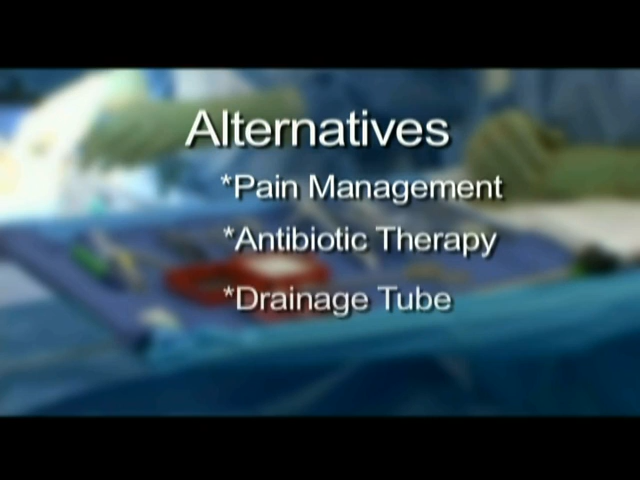 Alternatives
*Pain Management
*Antibiotic Therapy
*Drainage Tube